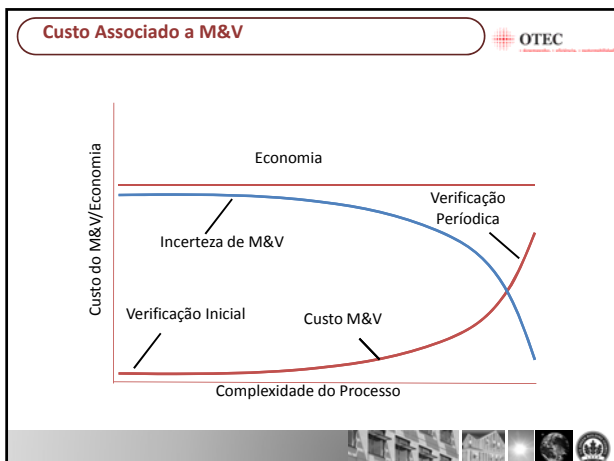 Custo Associado a M&V
OTEC
Economia
Verificação
Períodica
Incerteza de M&V
Custo do M&V/Economia
Verificação Inicial
Custo M&V
Complexidade do Processo